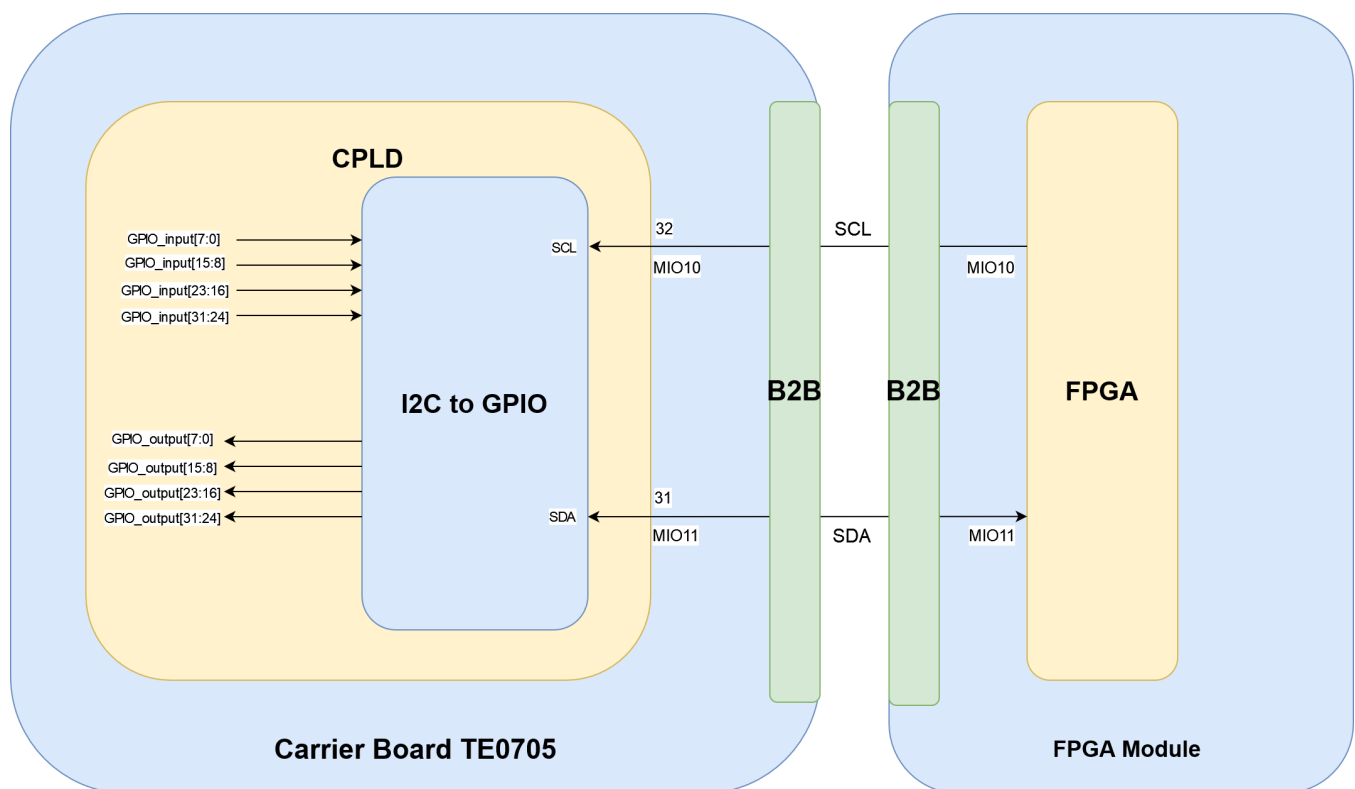 CPLD
GPIO_input[7:0]
GPIO_input[15:8]
GPIO_input[23:16]
GPIO_input[31:24]
I2C to GPIO
GPIO_output[7:0]
GPIO_output[15:8]
GPIO_output[23:16]
GPIO_output[31:24]
SCL
32
MIO10
SDA
31
MIO11
B2B
SCL
SDA
B2B
MIO10
MIO11
FPGA
Carrier Board TE0705
FPGA Module